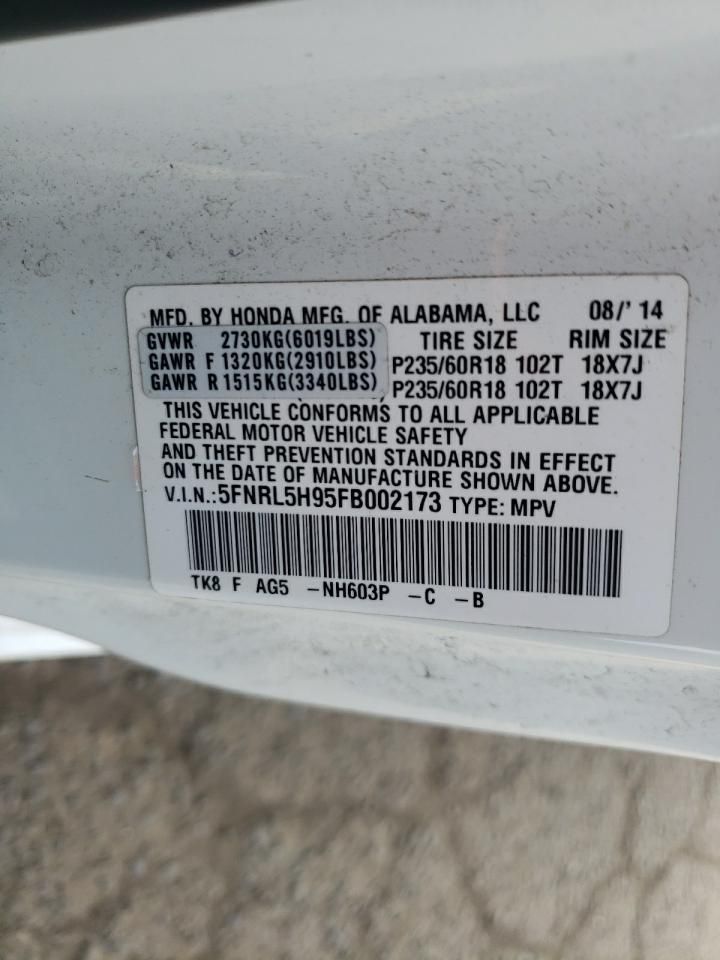 MFD. BY HONDA MFG. OF ALABAMA, LLC 08/' 14
GVWR 2730KG(6019LBS) TIRE SIZE RIM SIZE
GAWR F 1320KG(2910LBS) P235/60R18 102T 18X7J
GAWR R 1515KG(3340LBS) P235/60R18 102T 18X7J
THIS VEHICLE CONFORMS TO ALL APPLICABLE
FEDERAL MOTOR VEHICLE SAFETY
AND THEFT PREVENTION STANDARDS IN EFFECT
ON THE DATE OF MANUFACTURE SHOWN ABOVE.
V.I.N.:5FNRL5H95FB002173 TYPE: MPV
TK8 F AG5 -NH603P -C -B